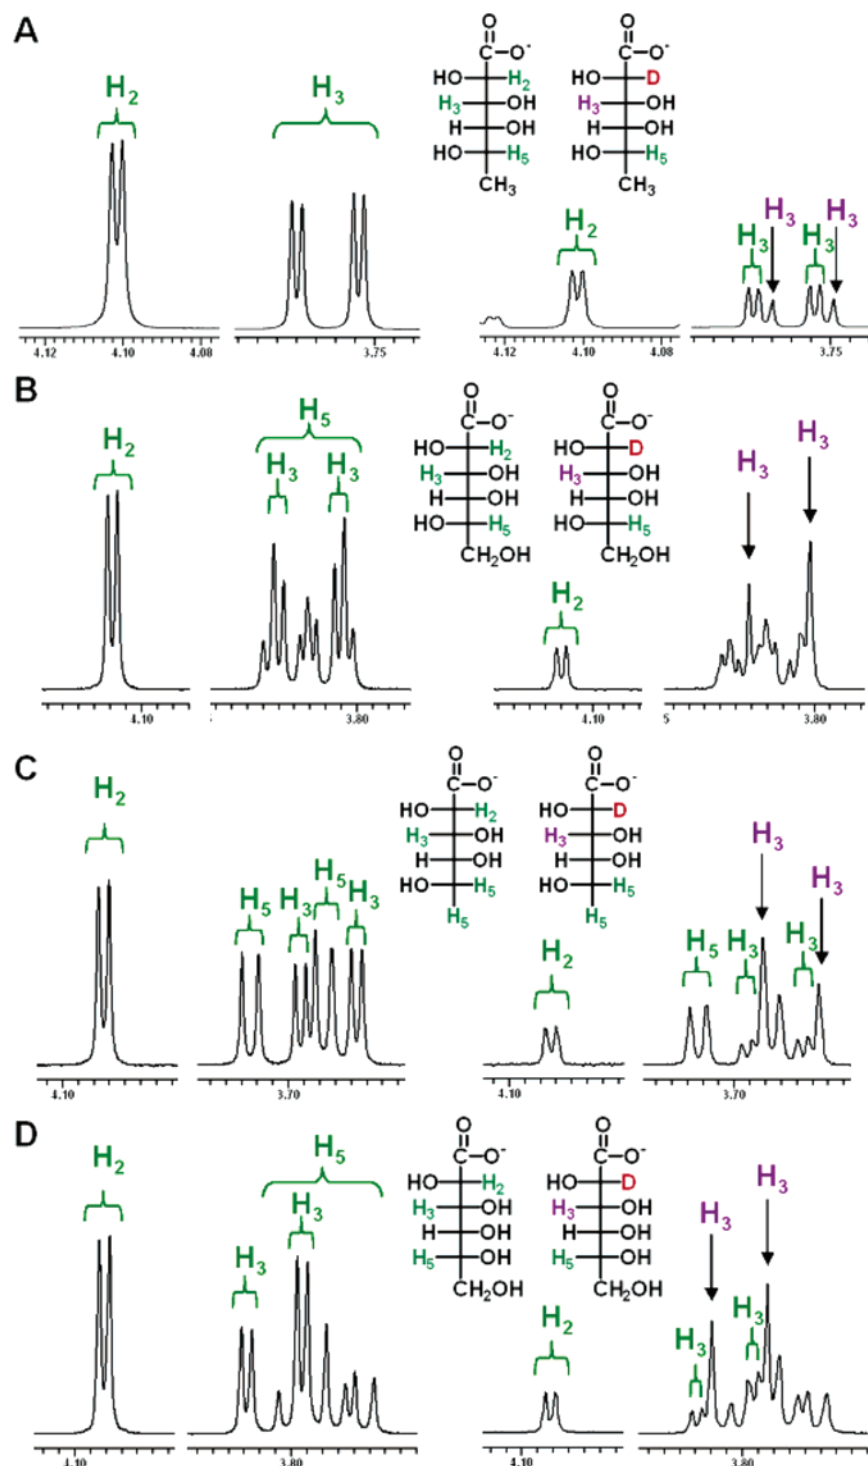 A
O
C–O⁻
HO H₂
H₃ OH
H OH
HO H₅
CH₃
O
C–O⁻
HO D
H₃ OH
H OH
HO H₅
CH₃
H₂
H₃
H₂
H₃
H₃
H₃
H₃
4.12 4.10 4.08
3.75
4.12 4.10 4.08
3.75
B
O
C–O⁻
HO H₂
H₃ OH
H OH
HO H₅
CH₂OH
O
C–O⁻
HO D
H₃ OH
H OH
HO H₅
CH₂OH
H₂
H₅
H₃
H₃
H₂
H₃
H₃
4.10
3.80
4.10
5
3.80
C
O
C–O⁻
HO H₂
H₃ OH
H OH
HO H₅
H₅
O
C–O⁻
HO D
H₃ OH
H OH
HO H₅
H₅
H₂
H₅
H₃
H₅
H₃
H₂
H₅
H₃
H₃
H₃
H₃
4.10
3.70
4.10
3.70
D
O
C–O⁻
HO H₂
H₃ OH
H OH
H₅ OH
CH₂OH
O
C–O⁻
HO D
H₃ OH
H OH
H₅ OH
CH₂OH
H₂
H₃
H₃
H₅
H₂
H₃
H₃
H₃
H₃
4.10
3.80
4.10
3.80